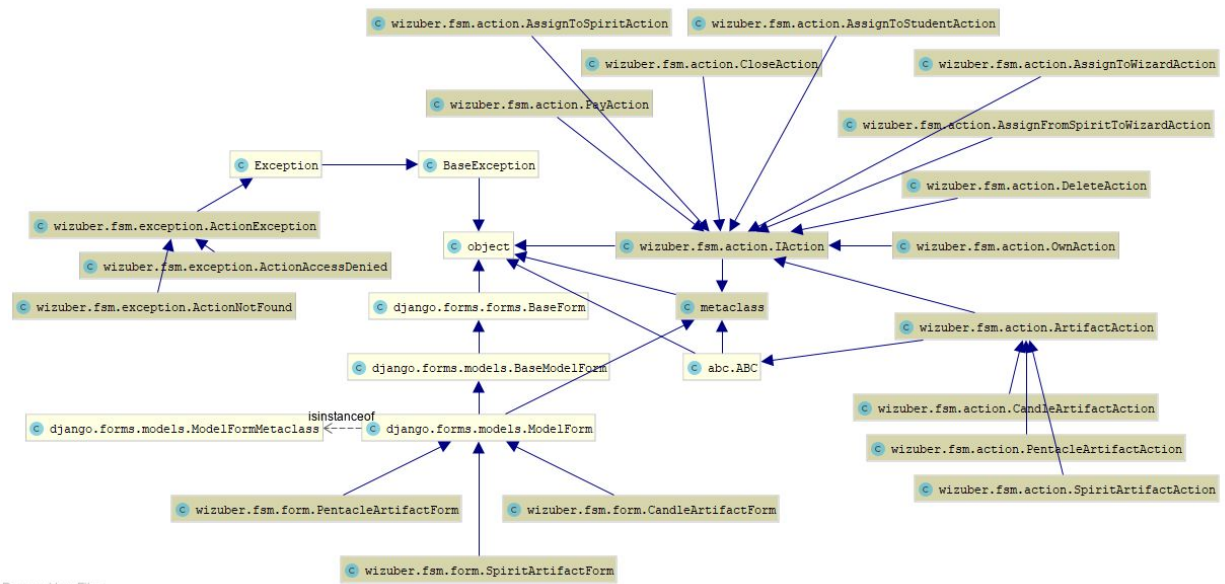 C wizuber.fsm.action.AssignToSpiritAction
C wizuber.fsm.action.AssignToStudentAction
C wizuber.fsm.action.CloseAction
C wizuber.fsm.action.AssignToWizardAction
C wizuber.fsm.action.PayAction
C wizuber.fsm.action.AssignFromSpiritToWizardAction
C Exception
C BaseException
C wizuber.fsm.action.DeleteAction
C wizuber.fsm.exception.ActionException
C object
C wizuber.fsm.action.IAction
C wizuber.fsm.action.OwnAction
C wizuber.fsm.exception.ActionAccessDenied
C wizuber.fsm.exception.ActionNotFound
C django.forms.forms.BaseForm
C metaclass
C wizuber.fsm.action.ArtifactAction
C django.forms.models.BaseModelForm
C abc.ABC
C wizuber.fsm.action.CandleArtifactAction
isinstanceof
C django.forms.models.ModelFormMetaclass
C django.forms.models.ModelForm
C wizuber.fsm.action.PentacleArtifactAction
C wizuber.fsm.action.SpiritArtifactAction
C wizuber.fsm.form.PentacleArtifactForm
C wizuber.fsm.form.CandleArtifactForm
C wizuber.fsm.form.SpiritArtifactForm